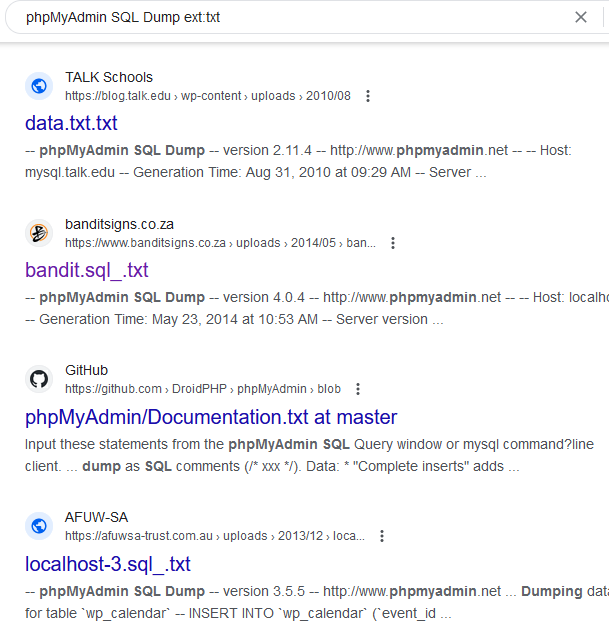 phpMyAdmin SQL Dump ext:txt
TALK Schools
https://blog.talk.edu › wp-content › uploads › 2010/08
data.txt.txt
-- phpMyAdmin SQL Dump -- version 2.11.4 -- http://www.phpmyadmin.net -- -- Host:
mysql.talk.edu -- Generation Time: Aug 31, 2010 at 09:29 AM -- Server ...
banditsigns.co.za
https://www.banditsigns.co.za › uploads › 2014/05 › ban...
bandit.sql_.txt
-- phpMyAdmin SQL Dump -- version 4.0.4 -- http://www.phpmyadmin.net -- -- Host: localho
-- Generation Time: May 23, 2014 at 10:53 AM -- Server version ...
GitHub
https://github.com › DroidPHP › phpMyAdmin › blob
phpMyAdmin/Documentation.txt at master
Input these statements from the phpMyAdmin SQL Query window or mysql command?line
client. ... dump as SQL comments (/* xxx */). Data: * "Complete inserts" adds ...
AFUW-SA
https://afuwsa-trust.com.au › uploads › 2013/12 › loca...
localhost-3.sql_.txt
-- phpMyAdmin SQL Dump -- version 3.5.5 -- http://www.phpmyadmin.net ... Dumping data
for table `wp_calendar` -- INSERT INTO `wp_calendar` (`event_id ...